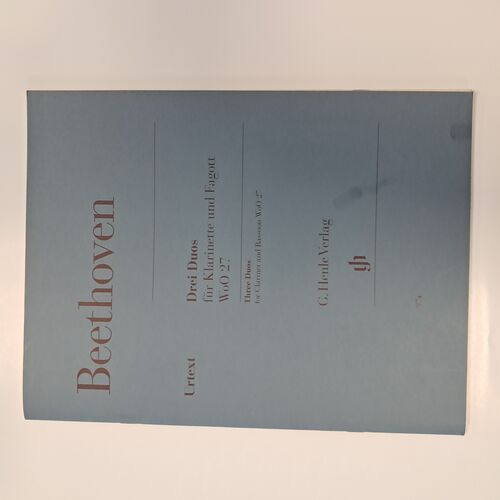 Beethoven
Urtext
Drei Duos
für Klarinette und Fagott
WoO 27
Three Duos
for Clarinet and Bassoon WoO 27
G. Henle Verlag